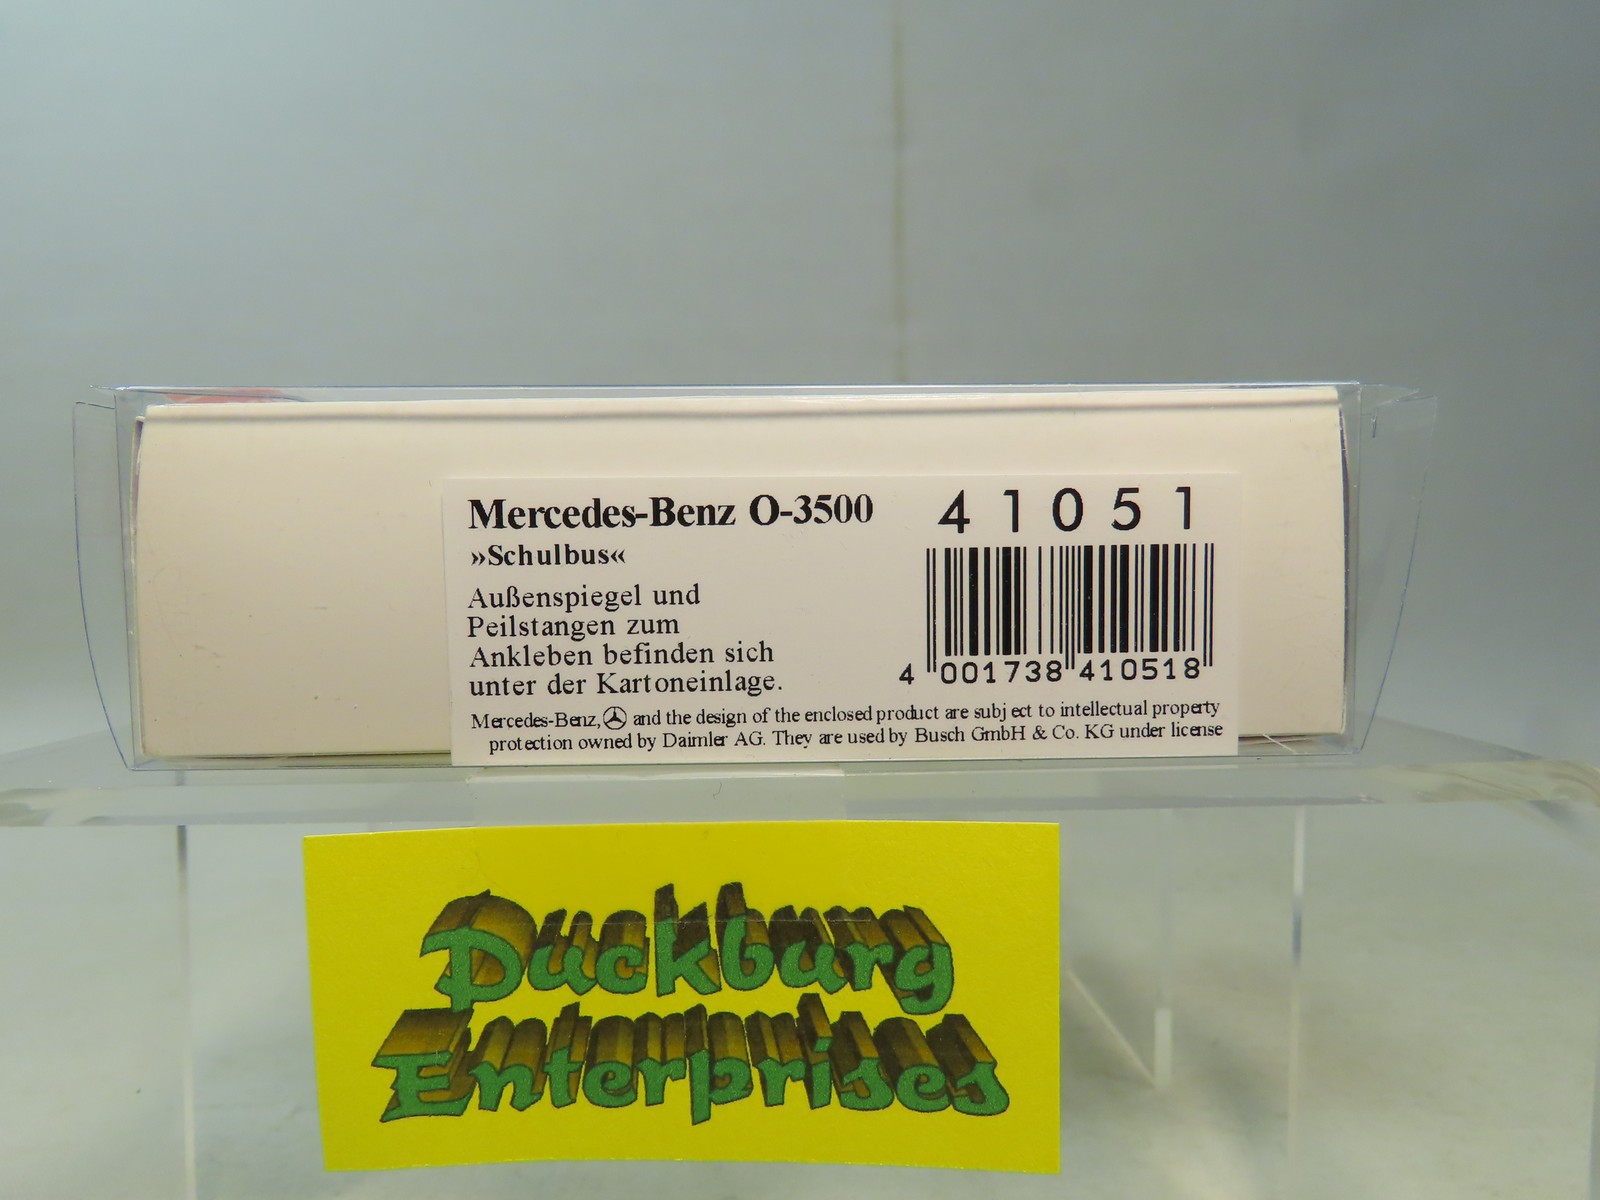 Mercedes-Benz O-3500
»Schulbus«
Außenspiegel und
Peilstangen zum
Ankleben befinden sich
unter der Kartoneinlage.
41051
4 001738 410518
Mercedes-Benz, and the design of the enclosed product are subject to intellectual property
protection owned by Daimler AG. They are used by Busch GmbH & Co. KG under license
Duckburg
Enterprises